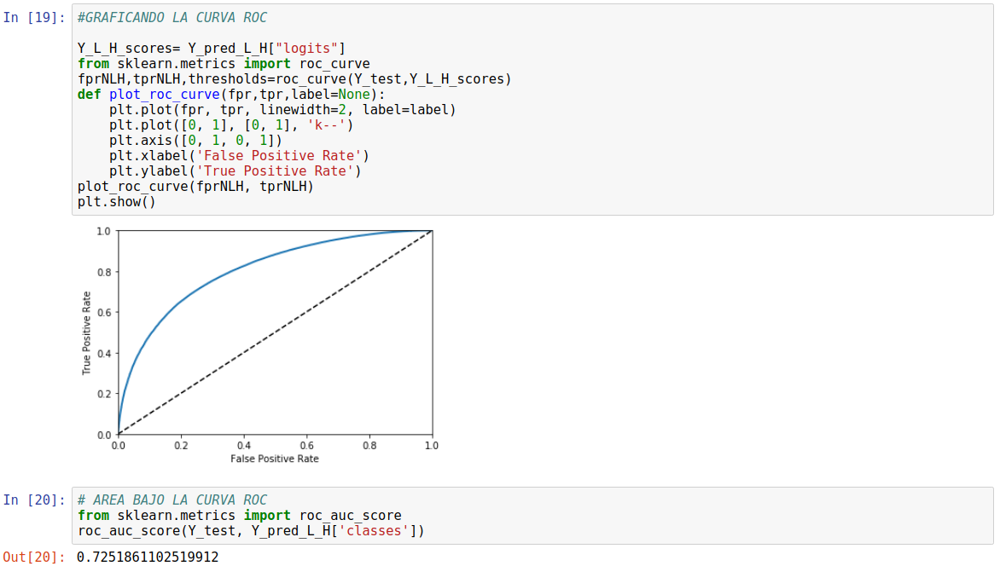 In [19]: #GRAFICANDO LA CURVA ROC
Y_L_H_scores= Y_pred_L_H["logits"]
from sklearn.metrics import roc_curve
fprNLH,tprNLH,thresholds=roc_curve(Y_test,Y_L_H_scores)
def plot_roc_curve(fpr,tpr,label=None):
    plt.plot(fpr, tpr, linewidth=2, label=label)
    plt.plot([0, 1], [0, 1], 'k--')
    plt.axis([0, 1, 0, 1])
    plt.xlabel('False Positive Rate')
    plt.ylabel('True Positive Rate')
plot_roc_curve(fprNLH, tprNLH)
plt.show()
1.0
0.8
0.6
0.4
0.2
0.0
True Positive Rate
0.0 0.2 0.4 0.6 0.8 1.0
False Positive Rate
In [20]: # AREA BAJO LA CURVA ROC
from sklearn.metrics import roc_auc_score
roc_auc_score(Y_test, Y_pred_L_H['classes'])
Out[20]: 0.7251861102519912